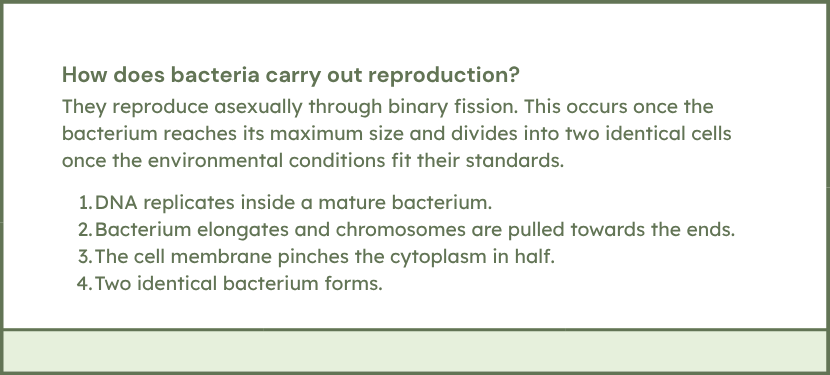 How does bacteria carry out reproduction?
They reproduce asexually through binary fission. This occurs once the
bacterium reaches its maximum size and divides into two identical cells
once the environmental conditions fit their standards.
1.DNA replicates inside a mature bacterium.
2.Bacterium elongates and chromosomes are pulled towards the ends.
3.The cell membrane pinches the cytoplasm in half.
4.Two identical bacterium forms.